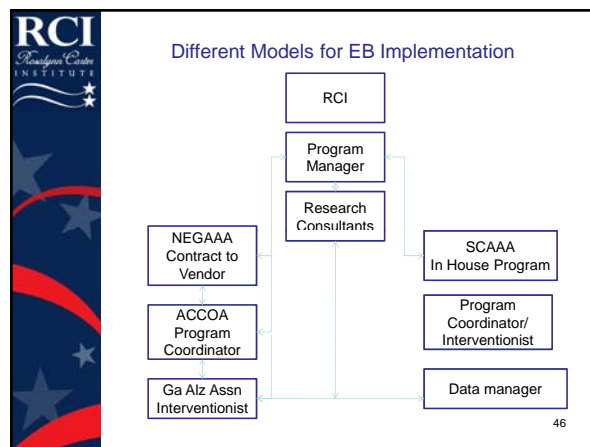 RCI
Rosalynn Carter
INSTITUTE
Different Models for EB Implementation
RCI
Program
Manager
Research
Consultants
NEGAAA
Contract to
Vendor
SCAAA
In House Program
ACCOA
Program
Coordinator
Program
Coordinator/
Interventionist
Ga Alz Assn
Interventionist
Data manager
46